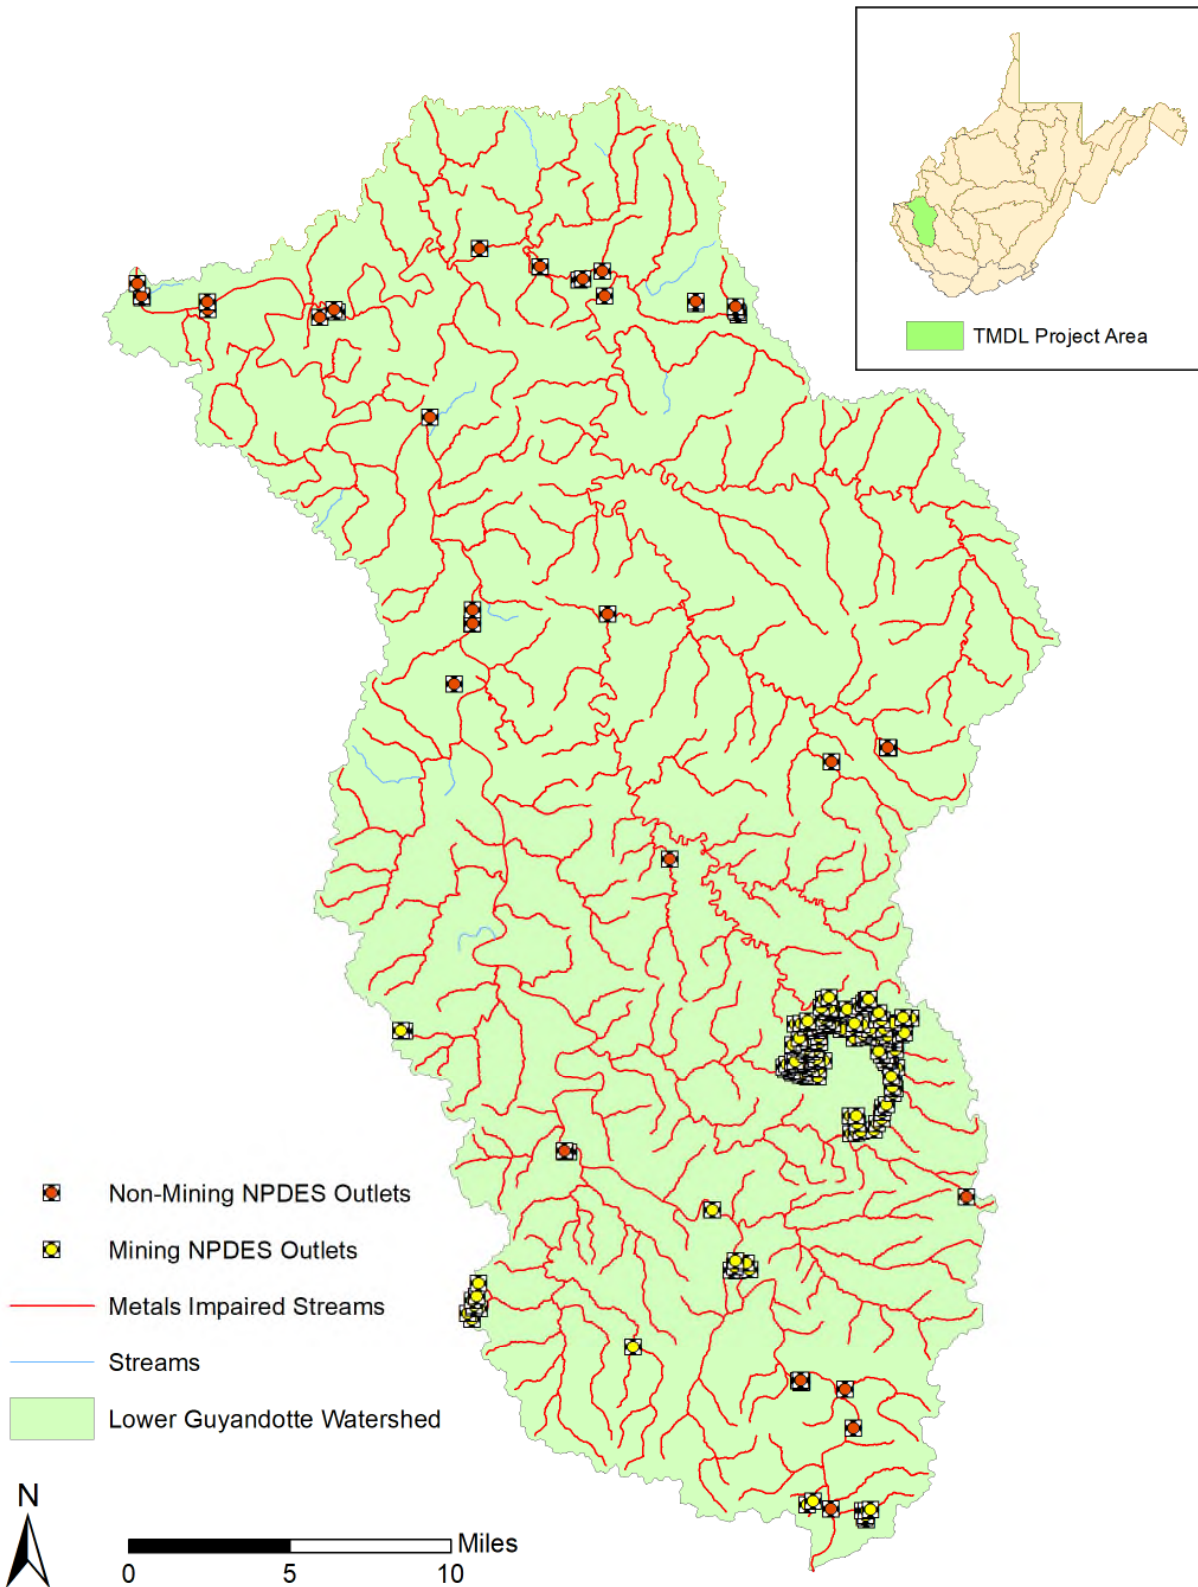 TMDL Project Area
Non-Mining NPDES Outlets
Mining NPDES Outlets
Metals Impaired Streams
Streams
Lower Guyandotte Watershed
N
Miles
0 5 10